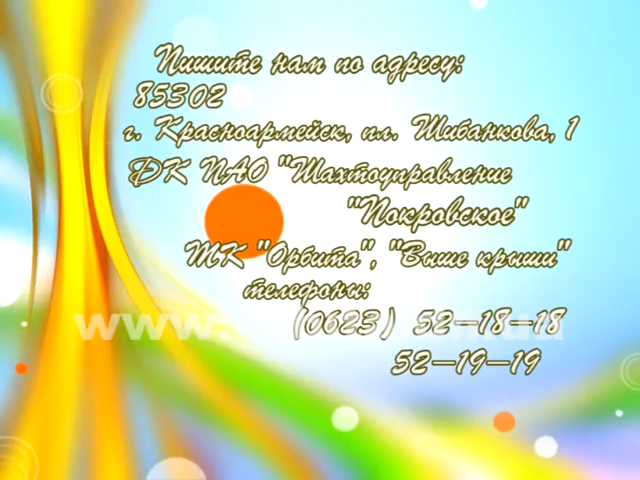 Пишите нам по адресу:
85302
г. Красноармейск, пл. Шибанкова, 1
ДК ПАО "Шахтоуправление
"Покровское"
ТК "Орбита", "Выше крыши"
телефоны:
(0623) 52-18-18
52-19-19